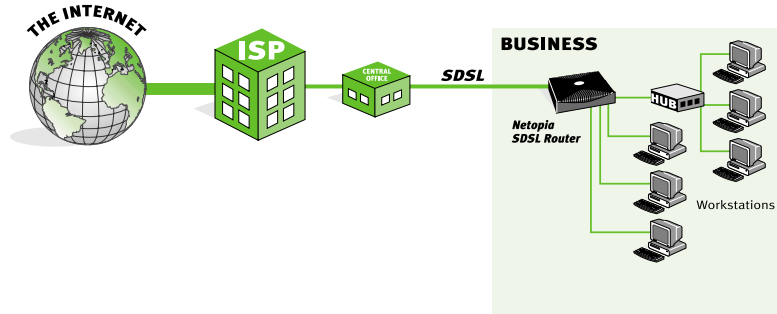 THE INTERNET
ISP
CENTRAL
OFFICE
SDSL
BUSINESS
Netopia
SDSL Router
HUB
Workstations